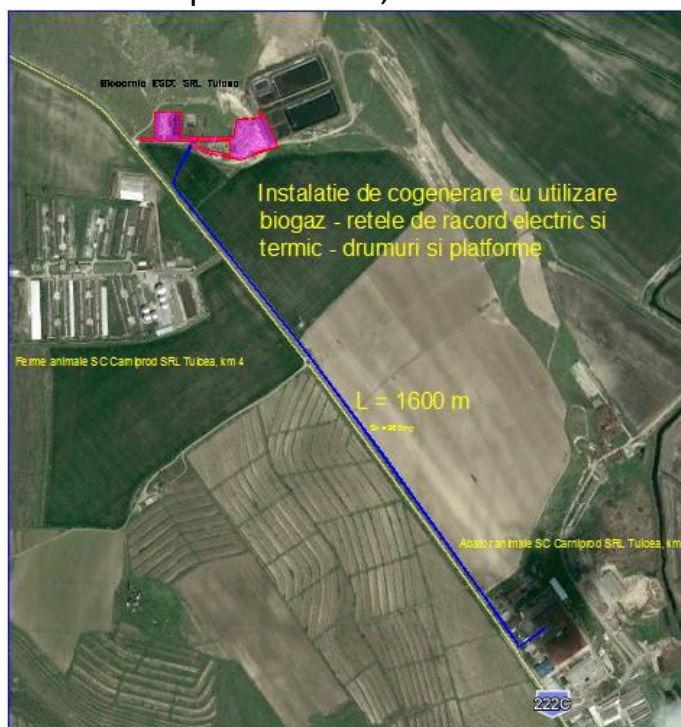 ESCO SRL Tulcea
Instalatie de cogenerare cu utilizare
biogaz - retele de racord electric si
termic - drumuri si platforme
Ferme animale SC Carniprod SRL Tulcea, km 4
L = 1600 m
Abator animale SC Carniprod SRL Tulcea, km
222C